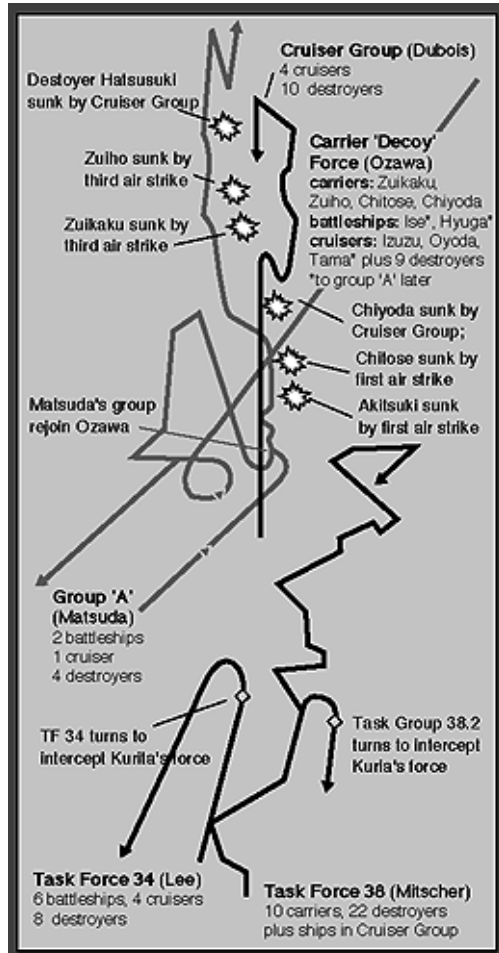 Cruiser Group (Dubois)
4 cruisers
10 destroyers
Destoyer Hatsusuki
sunk by Cruiser Group
Zuiho sunk by
third air strike
Zuikaku sunk by
third air strike
Carrier 'Decoy'
Force (Ozawa)
carriers: Zuikaku,
Zuiho, Chitose, Chiyoda
battleships: Ise*, Hyuga*
cruisers: Izuzu, Oyoda,
Tama* plus 9 destroyers
*to group 'A' later
Chiyoda sunk by
Cruiser Group;
Chitose sunk by
first air strike
Akitsuki sunk
by first air strike
Matsuda's group
rejoin Ozawa
Group 'A'
(Matsuda)
2 battleships
1 cruiser
4 destroyers
TF 34 turns to
intercept Kurita's force
Task Group 38.2
turns to intercept
Kuria's force
Task Force 34 (Lee)
6 battleships, 4 cruisers
8 destroyers
Task Force 38 (Mitscher)
10 carriers, 22 destroyers
plus ships in Cruiser Group